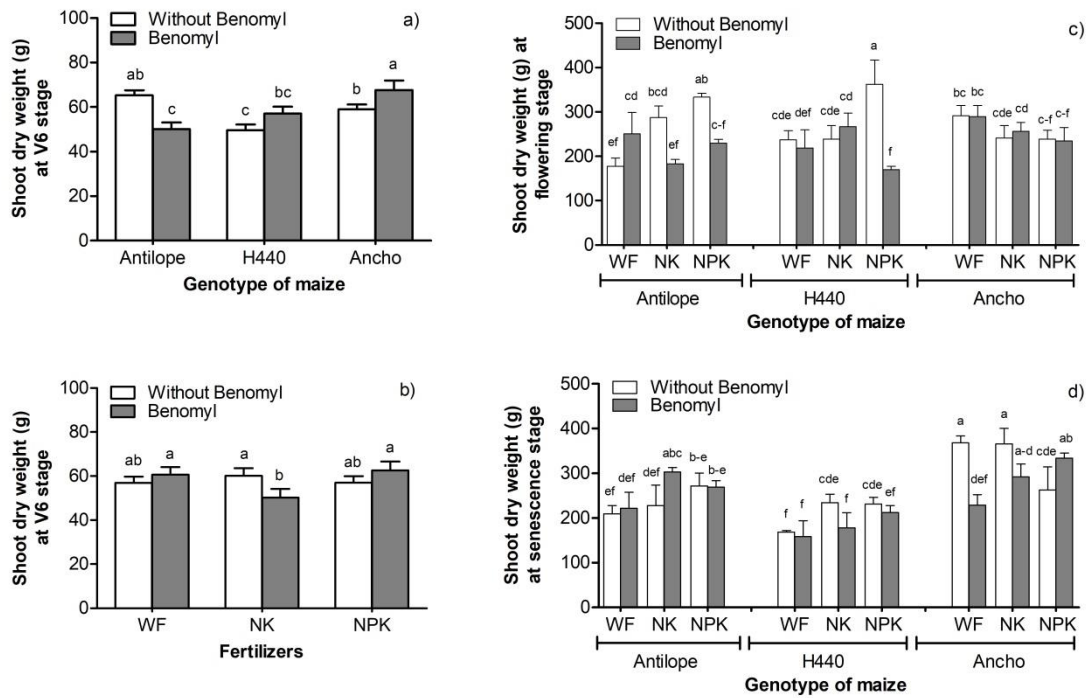 Shoot dry weight (g)
at V6 stage
100
80
60
40
20
0
Without Benomyl
Benomyl
a)
ab
c
c
bc
b
a
Antilope
H440
Ancho
Genotype of maize
Shoot dry weight (g) at
flowering stage
500
400
300
200
100
0
Without Benomyl
Benomyl
c)
ef
cd
bcd
ef
ab
c-f
cde
def
cde
cd
a
f
bc
bc
cde
cd
c-f
c-f
WF NK NPK WF NK NPK WF NK NPK
Antilope
H440
Ancho
Genotype of maize
Shoot dry weight (g)
at V6 stage
100
80
60
40
20
0
Without Benomyl
Benomyl
b)
ab
a
a
b
ab
a
WF
NK
NPK
Fertilizers
Shoot dry weight (g)
at senescence stage
500
400
300
200
100
0
Without Benomyl
Benomyl
d)
ef
def
def
abc
b-e
b-e
f
f
cde
f
cde
ef
a
def
a
a-d
cde
ab
WF NK NPK WF NK NPK WF NK NPK
Antilope
H440
Ancho
Genotype of maize